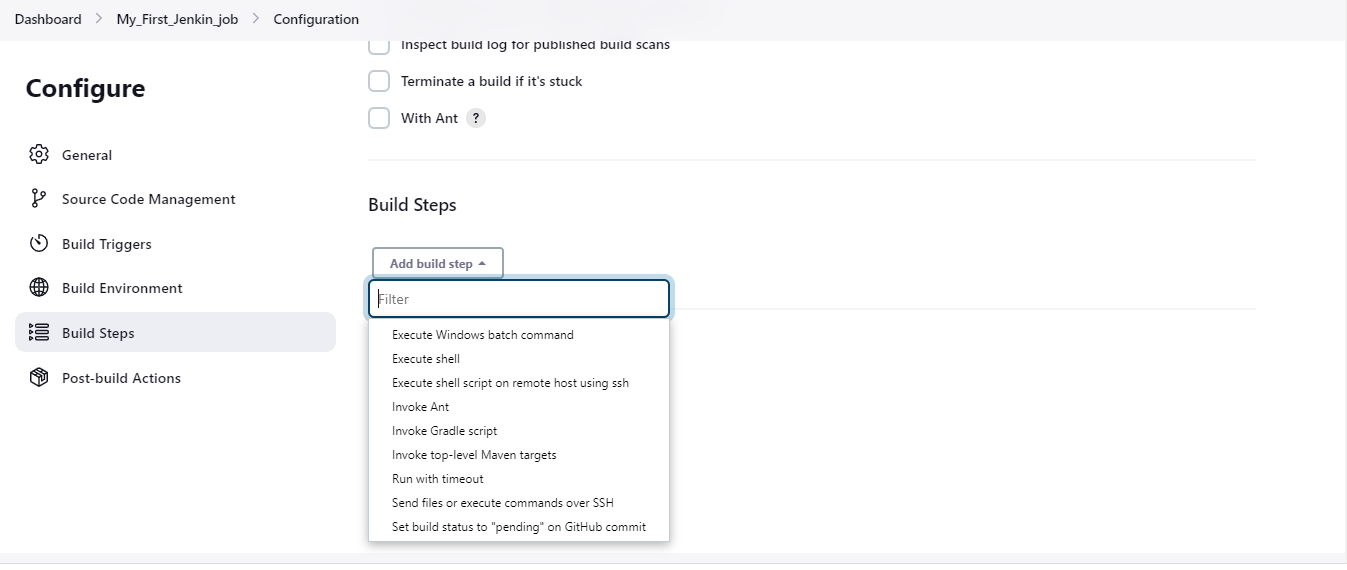 Dashboard > My_First_Jenkin_job > Configuration
Configure
General
Source Code Management
Build Triggers
Build Environment
Build Steps
Post-build Actions
Inspect build log for published build scans
Terminate a build if it's stuck
With Ant ?
Build Steps
Add build step
Filter
Execute Windows batch command
Execute shell
Execute shell script on remote host using ssh
Invoke Ant
Invoke Gradle script
Invoke top-level Maven targets
Run with timeout
Send files or execute commands over SSH
Set build status to "pending" on GitHub commit